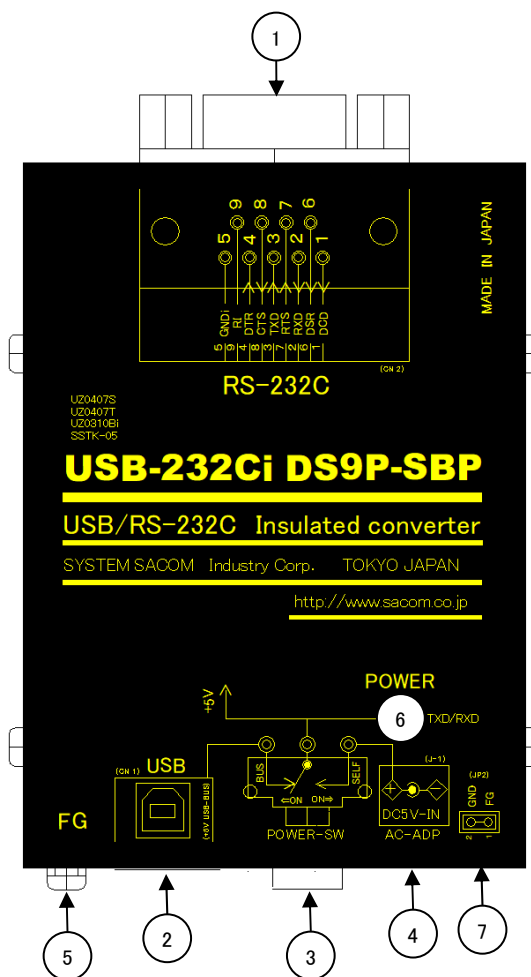 1
MADE IN JAPAN
9 8 7 6
5 4 3 2 1
GNDi RI DTR CTS TXD RTS RXD DSR DCD
5 9 4 8 3 7 2 6 1
(CN 2)
RS-232C
UZ0407S
UZ0407T
UZ0310Bi
SSTK-05
USB-232Ci DS9P-SBP
USB/RS-232C Insulated converter
SYSTEM SACOM Industry Corp. TOKYO JAPAN
http://www.sacom.co.jp
POWER
+5V
6 TXD/RXD
(CN 1) USB
(+5V USB-BUS)
BUS SELF
(J-1)
(JP2)
GND FG
⇐ON ON⇒
+ −
DC5V-IN
FG
POWER-SW
AC-ADP
2 1
5 2 3 4 7